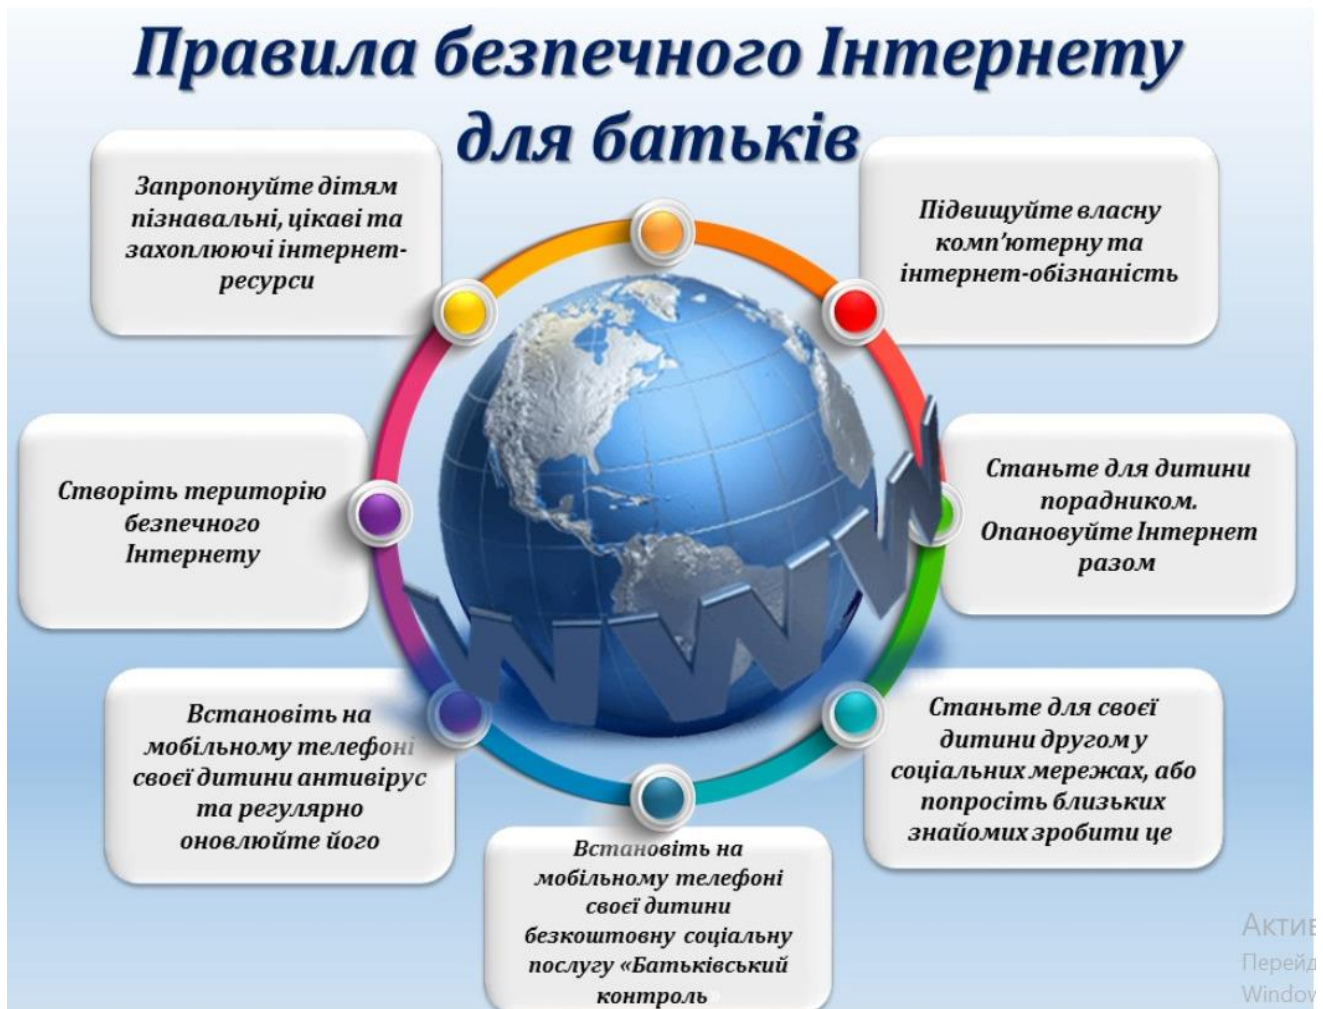 Правила безпечного Інтернету
для батьків
Запропонуйте дітям
пізнавальні, цікаві та
захоплюючі інтернет-
ресурси
Підвищуйте власну
комп’ютерну та
інтернет-обізнаність
Створіть територію
безпечного
Інтернету
Станьте для дитини
порадником.
Опановуйте Інтернет
разом
Встановіть на
мобільному телефоні
своєї дитини антивірус
та регулярно
оновлюйте його
Станьте для своєї
дитини другом у
соціальних мережах, або
попросіть близьких
знайомих зробити це
Встановіть на
мобільному телефоні
своєї дитини
безкоштовну соціальну
послугу «Батьківський
контроль»
WWW